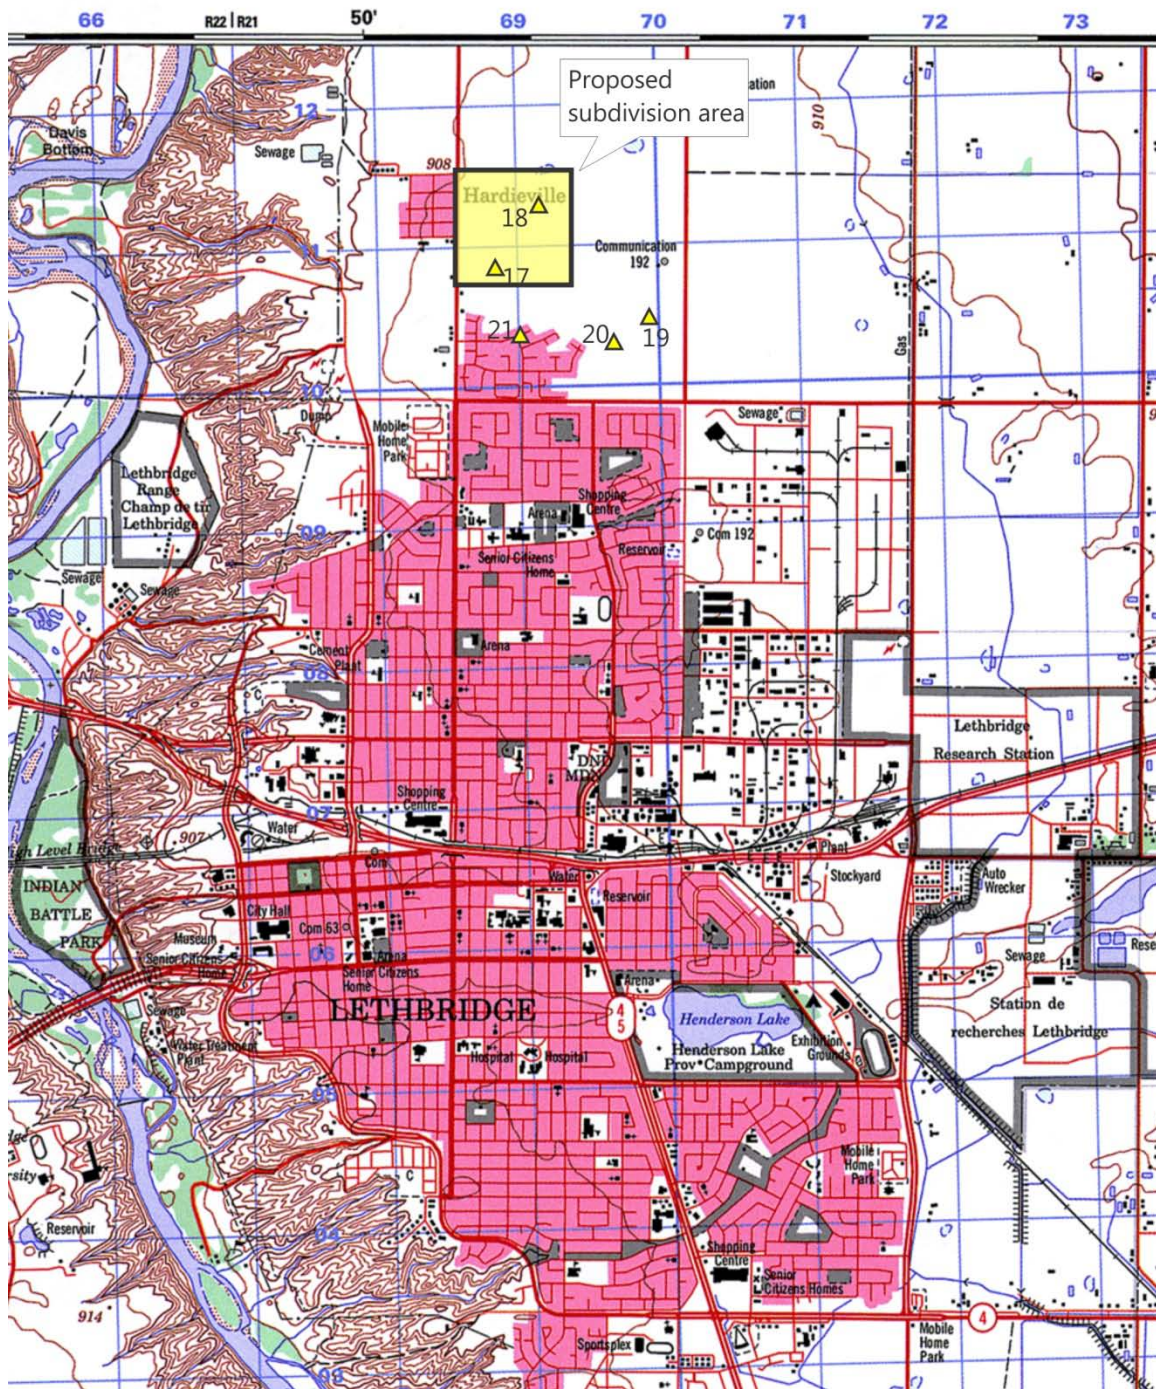 66
R22 | R21
50'
69
70
71
72
73
Proposed
subdivision area
ation
12
910
Davis
Bottom
Sewage
908
Hardieville
18
11
Communication
192
17
21
20
19
Gas
10
Dump
Mobile
Home
Park
Sewage
Lethbridge
Range
Champ de tir
Lethbridge
Shopping
Centre
Arena
09
Com 192
Senior Citizens
Home
Reservoir
Sewage
Sewage
Cement
Plant
Arena
08
C
Lethbridge
Research Station
DND
MDN
Shopping
Centre
07
907
Water
gh Level Bridge
Plant
Com
INDIAN
BATTLE
PARK
Water
Stockyard
Auto
Wrecker
Reservoir
City Hall
Com 63
Museum
Senior Citizens
Home
06
Arena
Senior Citizens
Home
Sewage
Rese
Arena
LETHBRIDGE
4
5
Henderson Lake
Station de
recherches Lethbridge
Sewage
Water Treatment
Plant
Hospital
Hospital
Exhibition
Grounds
Henderson Lake
Prov Campground
05
dge
rsity
C
Mobile
Home
Park
Reservoir
04
Shopping
Centre
Senior
Citizens Homes
914
4
Sportsplex
Mobile
Home
Park
03